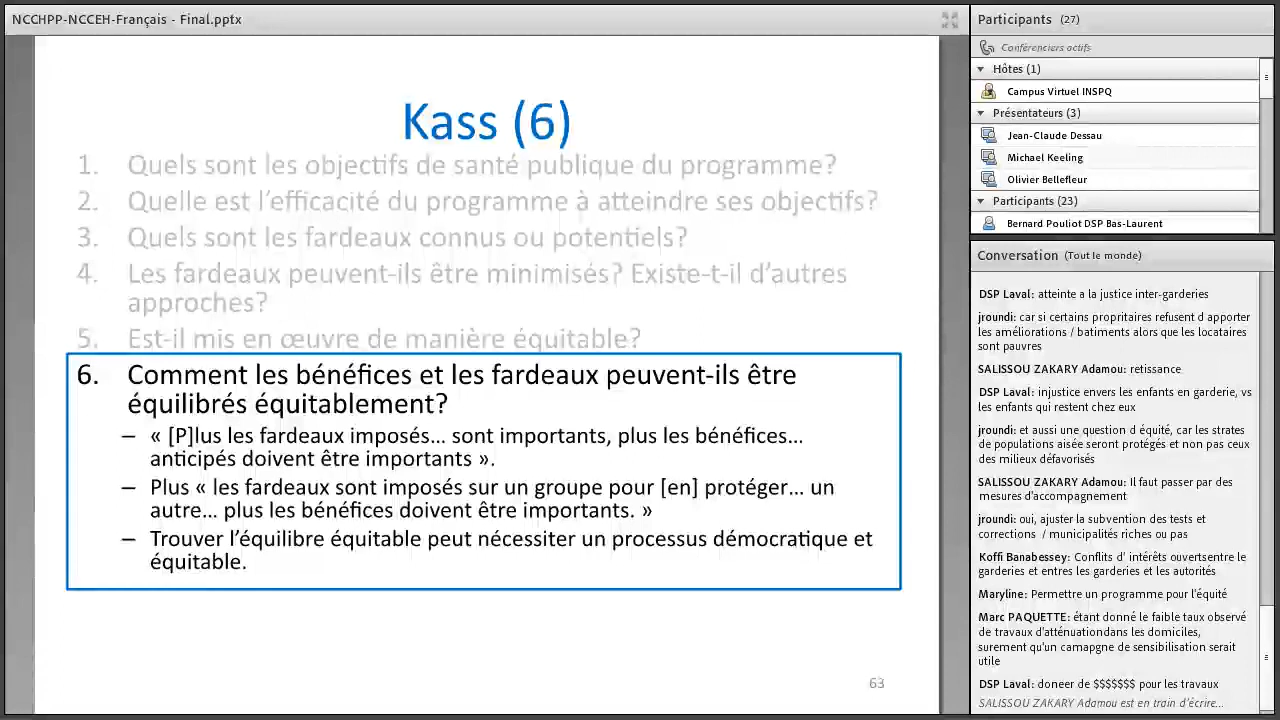 NCCHPP-NCCEH-Français - Final.pptx
Kass (6)
1. Quels sont les objectifs de santé publique du programme?
2. Quelle est l'efficacité du programme à atteindre ses objectifs?
3. Quels sont les fardeaux connus ou potentiels?
4. Les fardeaux peuvent-ils être minimisés? Existe-t-il d'autres
approches?
5. Est-il mis en œuvre de manière équitable?
6. Comment les bénéfices et les fardeaux peuvent-ils être
équilibrés équitablement?
– « [P]lus les fardeaux imposés... sont importants, plus les bénéfices...
anticipés doivent être importants ».
– Plus « les fardeaux sont imposés sur un groupe pour [en] protéger... un
autre... plus les bénéfices doivent être importants. »
– Trouver l'équilibre équitable peut nécessiter un processus démocratique et
équitable.
63
Participants (27)
Conférenciers actifs
Hôtes (1)
Campus Virtuel INSPQ
Présentateurs (3)
Jean-Claude Dessau
Michael Keeling
Olivier Bellefleur
Participants (23)
Bernard Pouliot DSP Bas-Laurent
Conversation (Tout le monde)
DSP Laval: atteinte a la justice inter-garderies
jroundi: car si certains propritaires refusent d apporter
les améliorations / batiments alors que les locataires
sont pauvres
SALISSOU ZAKARY Adamou: retissance
DSP Laval: injustice envers les enfants en garderie, vs
les enfants qui restent chez eux
jroundi: et aussi une question d équité, car les strates
de populations aisée seront protégés et non pas ceux
des milieux défavorisés
SALISSOU ZAKARY Adamou: Il faut passer par des
mesures d'accompagnement
jroundi: oui, ajuster la subvention des tests et
corrections / municipalités riches ou pas
Koffi Banabessey: Conflits d' intérêts ouvertsentre le
garderies et entres les garderies et les autorités
Maryline: Permettre un programme pour l'équité
Marc PAQUETTE: étant donné le faible taux observé
de travaux d'atténuationdans les domiciles,
surement qu'un camapgne de sensibilisation serait
utile
DSP Laval: doneer de $$$$$$$ pour les travaux
SALISSOU ZAKARY Adamou est en train d'écrire...